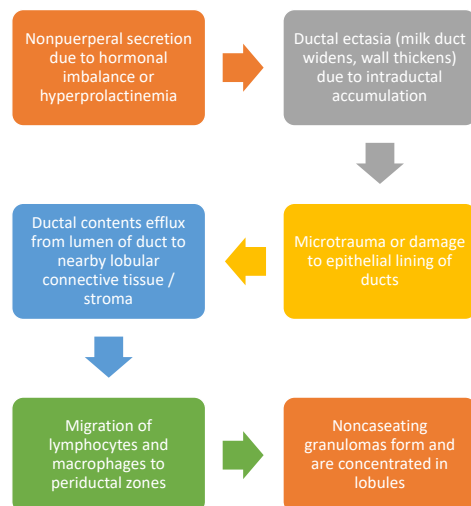 Nonpuerperal secretion
due to hormonal
imbalance or
hyperprolactinemia
Ductal ectasia (milk duct
widens, wall thickens)
due to intraductal
accumulation
Microtrauma or damage
to epithelial lining of
ducts
Ductal contents efflux
from lumen of duct to
nearby lobular
connective tissue /
stroma
Migration of
lymphocytes and
macrophages to
periductal zones
Noncaseating
granulomas form and
are concentrated in
lobules